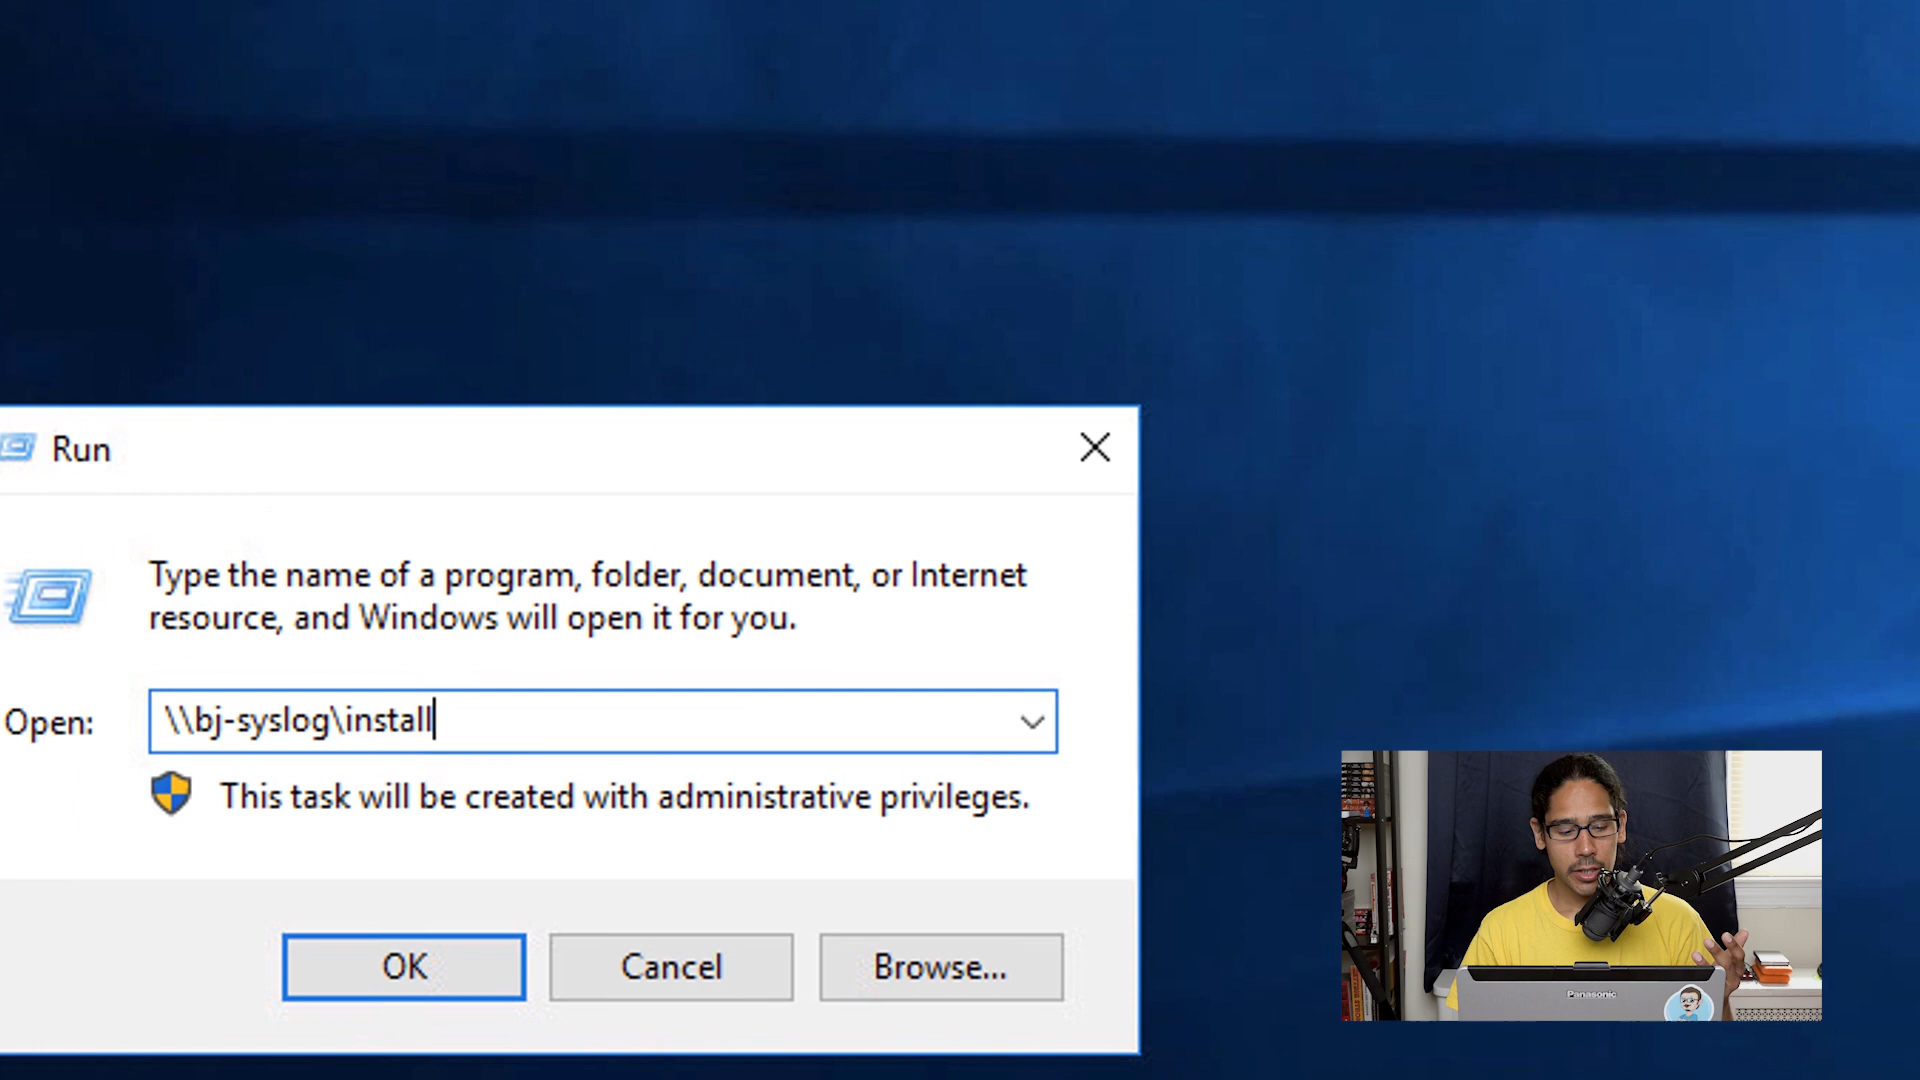 Run
Type the name of a program, folder, document, or Internet
resource, and Windows will open it for you.
Open:
\\bj-syslog\install
This task will be created with administrative privileges.
OK
Cancel
Browse...
Panasonic